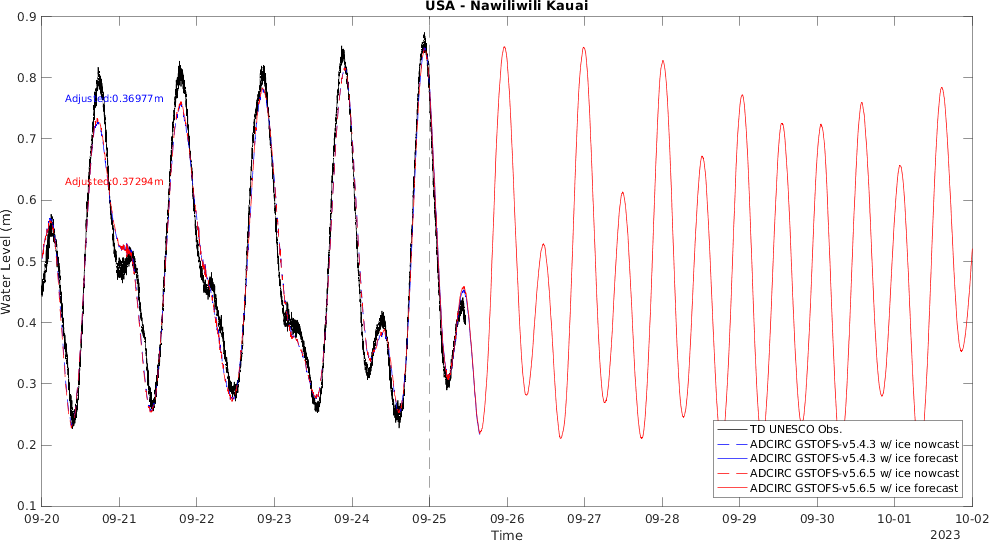 USA - Nawiliwili Kauai
0.9
0.8
0.7
0.6
0.5
0.4
0.3
0.2
0.1
Water Level (m)
Adjusted:0.36977m
Adjusted:0.37294m
TD UNESCO Obs.
ADCIRC GSTOFS-v5.4.3 w/ ice nowcast
ADCIRC GSTOFS-v5.4.3 w/ ice forecast
ADCIRC GSTOFS-v5.6.5 w/ ice nowcast
ADCIRC GSTOFS-v5.6.5 w/ ice forecast
09-20 09-21 09-22 09-23 09-24 09-25 09-26 09-27 09-28 09-29 09-30 10-01 10-02
Time
2023